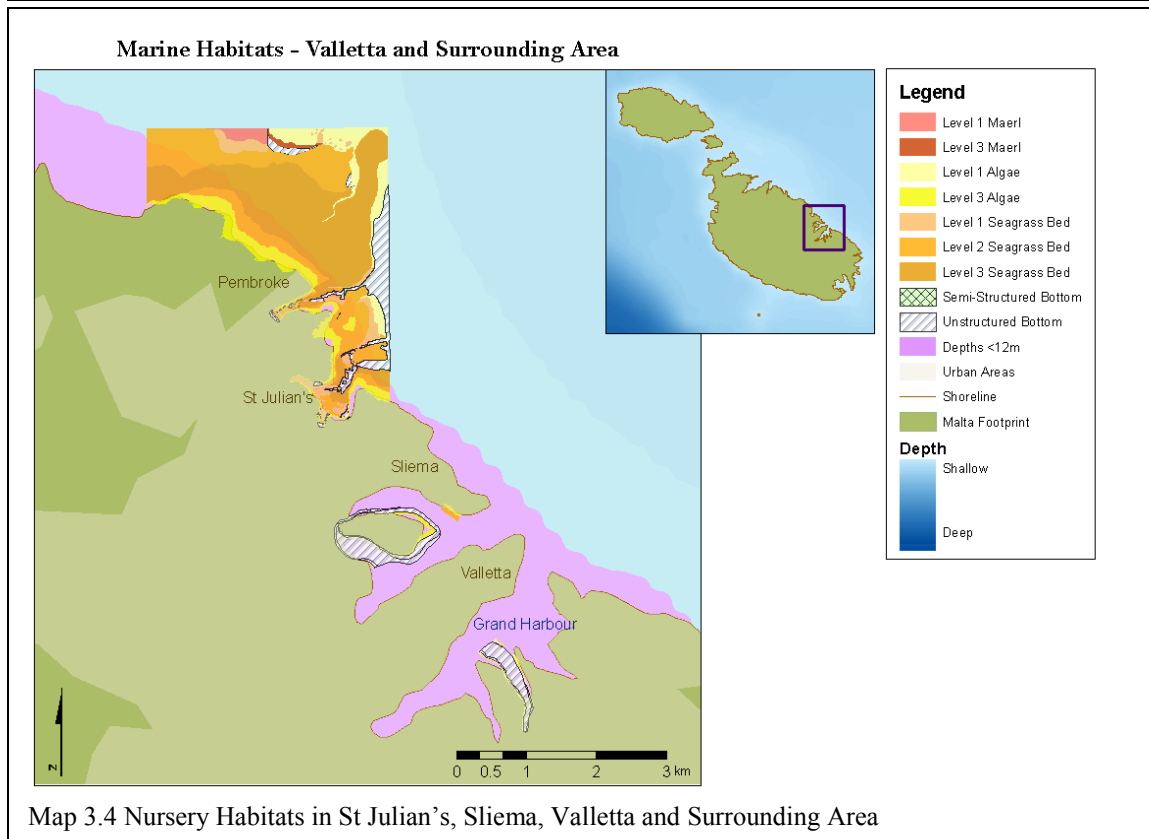 Marine Habitats - Valletta and Surrounding Area
Pembroke
St Julian's
Sliema
Valletta
Grand Harbour
N
0 0.5 1 2 3 km
Legend
Level 1 Maerl
Level 3 Maerl
Level 1 Algae
Level 3 Algae
Level 1 Seagrass Bed
Level 2 Seagrass Bed
Level 3 Seagrass Bed
Semi-Structured Bottom
Unstructured Bottom
Depths <12m
Urban Areas
Shoreline
Malta Footprint
Depth
Shallow
Deep
Map 3.4 Nursery Habitats in St Julian’s, Sliema, Valletta and Surrounding Area